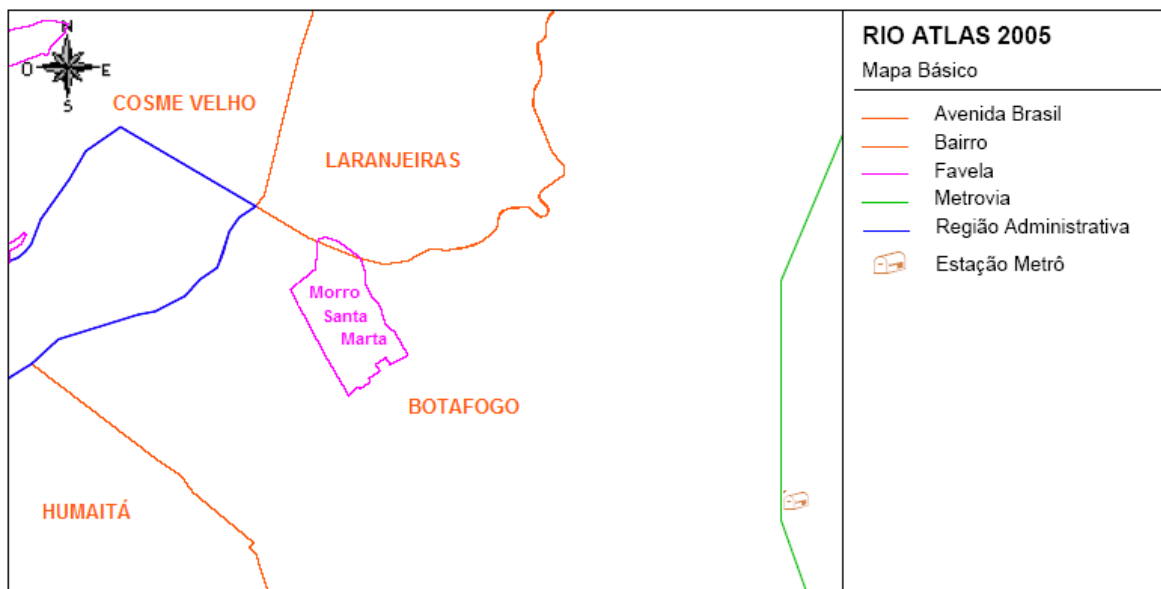 N
O
E
S
COSME VELHO
LARANJEIRAS
Morro
Santa
Marta
BOTAFOGO
HUMAITÁ
RIO ATLAS 2005
Mapa Básico
Avenida Brasil
Bairro
Favela
Metrovia
Região Administrativa
Estação Metrô